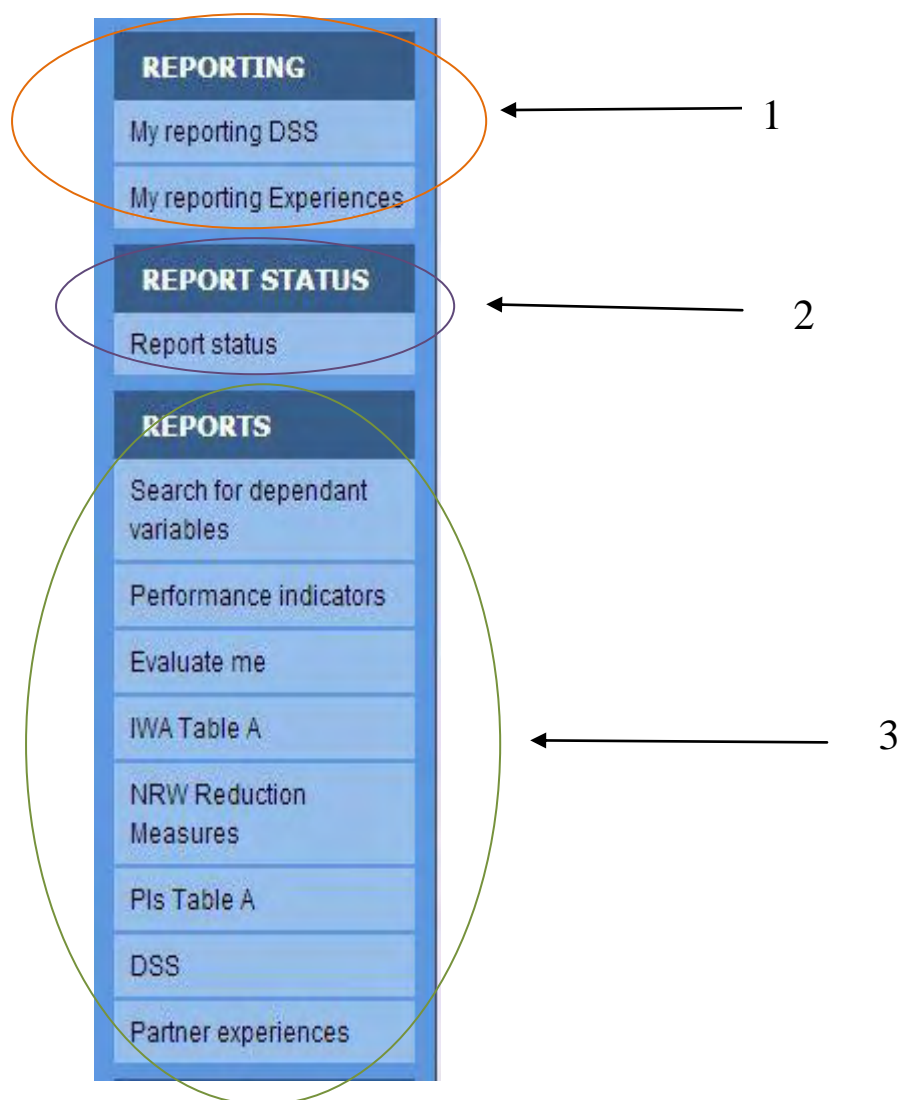 REPORTING
1
My reporting DSS
My reporting Experiences
REPORT STATUS
2
Report status
REPORTS
Search for dependant
variables
Performance indicators
Evaluate me
IWA Table A
3
NRW Reduction
Measures
PIs Table A
DSS
Partner experiences